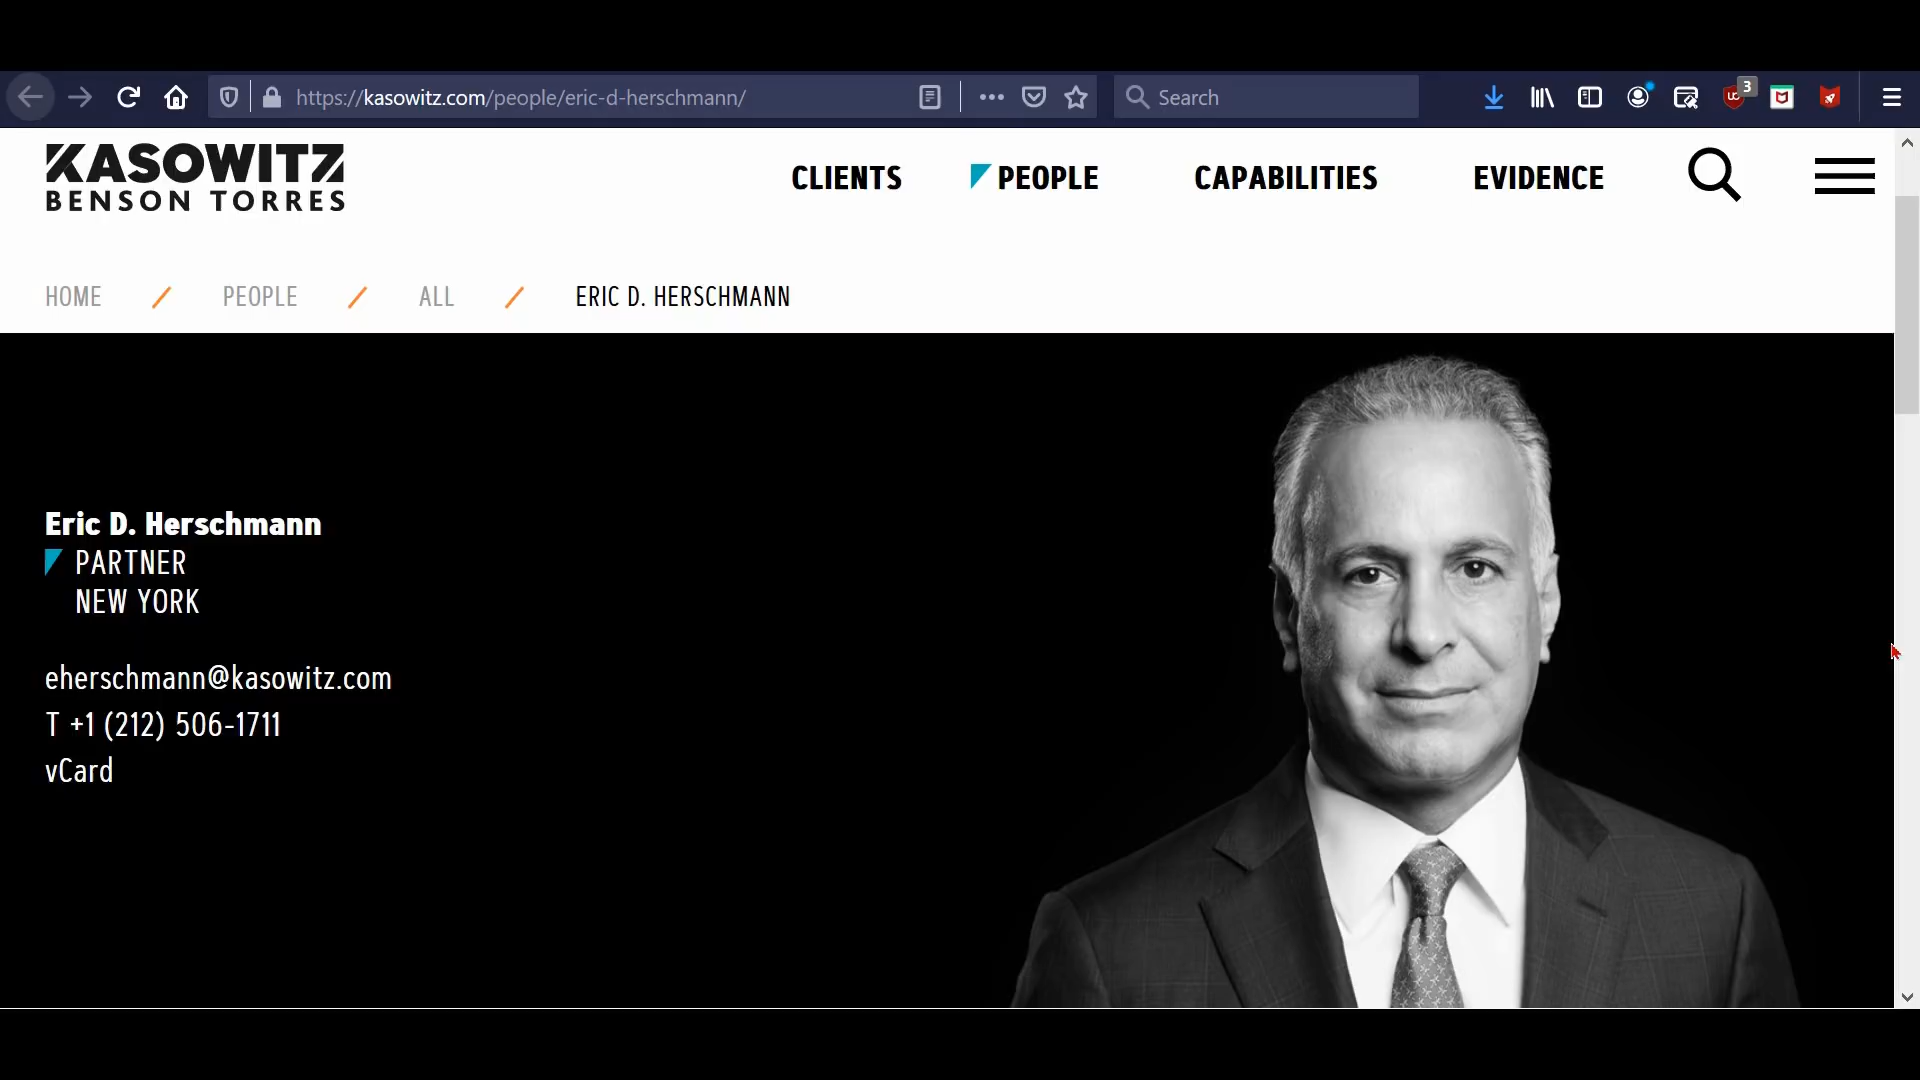 https://kasowitz.com/people/eric-d-herschmann/
Search
3
KASOWITZ
BENSON TORRES
CLIENTS
PEOPLE
CAPABILITIES
EVIDENCE
HOME / PEOPLE / ALL / ERIC D. HERSCHMANN
Eric D. Herschmann
PARTNER
NEW YORK
eherschmann@kasowitz.com
T +1 (212) 506-1711
vCard